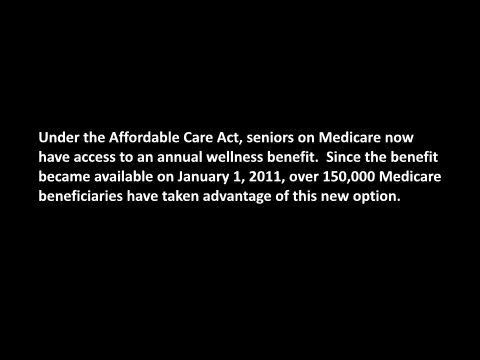 Under the Affordable Care Act, seniors on Medicare now
have access to an annual wellness benefit.  Since the benefit
became available on January 1, 2011, over 150,000 Medicare
beneficiaries have taken advantage of this new option.